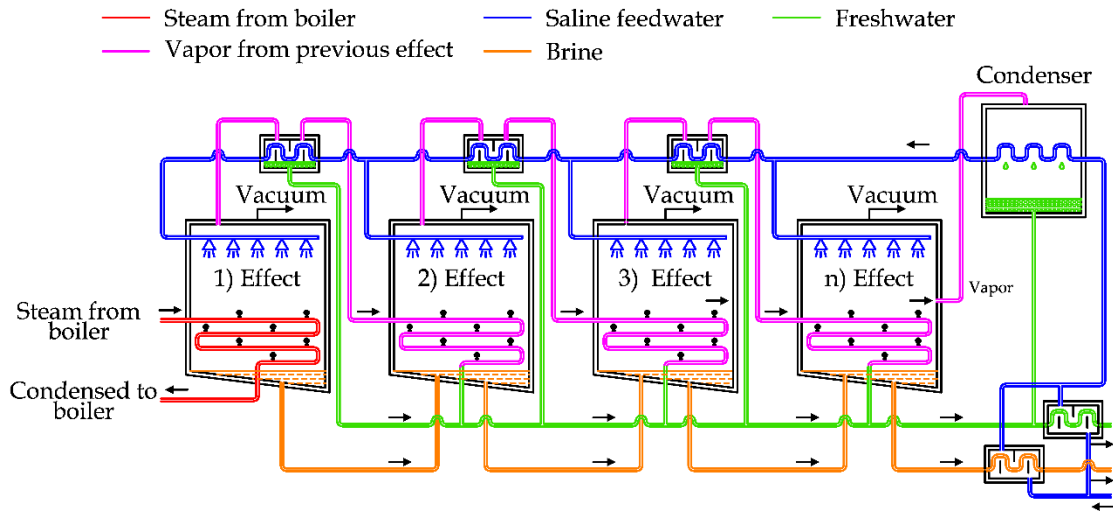 Steam from boiler
Saline feedwater
Freshwater
Vapor from previous effect
Brine
Condenser
Vacuum
Vacuum
Vacuum
Vacuum
1) Effect
2) Effect
3) Effect
n) Effect
Vapor
Steam from
boiler
Condensed to
boiler